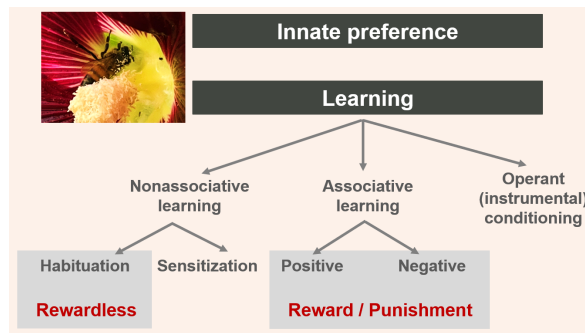 Innate preference
Learning
Nonassociative
learning
Associative
learning
Operant
(instrumental)
conditioning
Habituation
Sensitization
Positive
Negative
Rewardless
Reward / Punishment